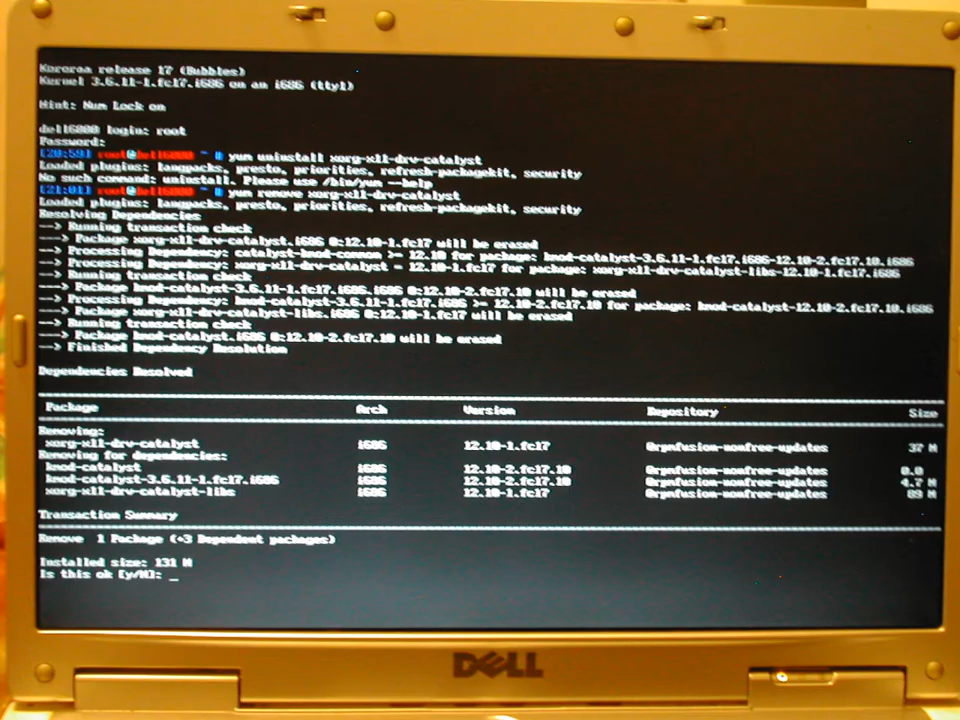 Kororaa release 17 (Bubbles)
Kernel 3.6.11-1.fc17.i686 on an i686 (tty1)
Hint: Num Lock on
dell6000 login: root
Password:
[20:59] root@dell6000 ~ # yum uninstall xorg-x11-drv-catalyst
Loaded plugins: langpacks, presto, priorities, refresh-packagekit, security
No such command: uninstall. Please use /bin/yum --help
[21:01] root@dell6000 ~ # yum remove xorg-x11-drv-catalyst
Loaded plugins: langpacks, presto, priorities, refresh-packagekit, security
Resolving Dependencies
--> Running transaction check
---> Package xorg-x11-drv-catalyst.i686 0:12.10-1.fc17 will be erased
--> Processing Dependency: catalyst-kmod-common >= 12.10 for package: kmod-catalyst-3.6.11-1.fc17.i686-12.10-2.fc17.10.i686
--> Processing Dependency: xorg-x11-drv-catalyst = 12.10-1.fc17 for package: xorg-x11-drv-catalyst-libs-12.10-1.fc17.i686
--> Running transaction check
---> Package kmod-catalyst-3.6.11-1.fc17.i686.i686 0:12.10-2.fc17.10 will be erased
--> Processing Dependency: kmod-catalyst-3.6.11-1.fc17.i686 >= 12.10-2.fc17.10 for package: kmod-catalyst-12.10-2.fc17.10.i686
---> Package xorg-x11-drv-catalyst-libs.i686 0:12.10-1.fc17 will be erased
--> Running transaction check
---> Package kmod-catalyst.i686 0:12.10-2.fc17.10 will be erased
--> Finished Dependency Resolution
Dependencies Resolved
Package Arch Version Repository Size
Removing:
xorg-x11-drv-catalyst i686 12.10-1.fc17 @rpmfusion-nonfree-updates 37 M
Removing for dependencies:
kmod-catalyst i686 12.10-2.fc17.10 @rpmfusion-nonfree-updates 0.0
kmod-catalyst-3.6.11-1.fc17.i686 i686 12.10-2.fc17.10 @rpmfusion-nonfree-updates 4.7 M
xorg-x11-drv-catalyst-libs i686 12.10-1.fc17 @rpmfusion-nonfree-updates 89 M
Transaction Summary
Remove 1 Package (+3 Dependent packages)
Installed size: 131 M
Is this ok [y/N]: _
DELL